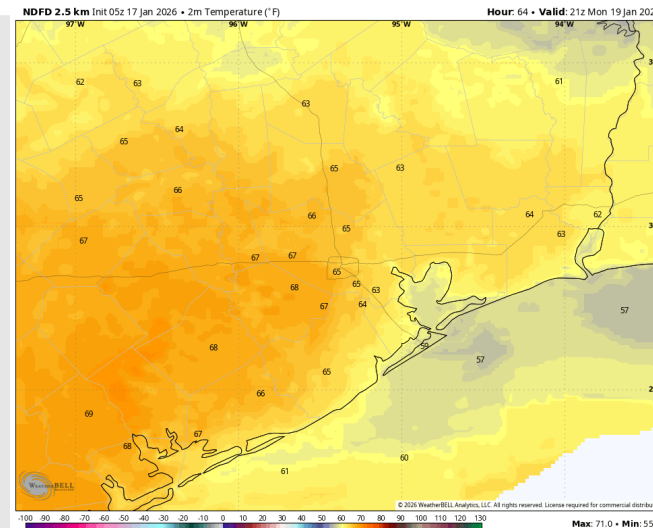 NDFD 2.5 km Init 05z 17 Jan 2026 • 2m Temperature (°F)
Hour: 64 • Valid: 21z Mon 19 Jan 202
97°W 96°W 95°W 94°W
3
62 63 61
63
64
65
65 63
66
65
66 64 62
65 63
67
67 67
65
68 65 63
67 64
57
59
68 57
65
2
66
69
67
68
60
61
WeatherBELL
© 2026 WeatherBELL Analytics, LLC. All rights reserved. License required for commercial distribu
-100 -90 -80 -70 -60 -50 -40 -30 -20 -10 0 10 20 30 40 50 60 70 80 90 100 110 120 130
Max: 71.0 • Min: 55